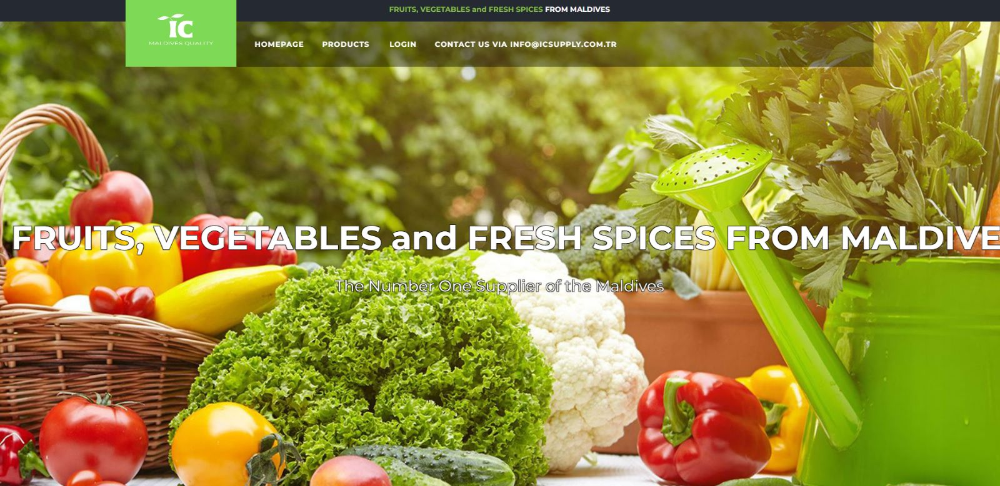 FRUITS, VEGETABLES and FRESH SPICES FROM MALDIVES
IC
MALDIVES QUALITY
HOMEPAGE PRODUCTS LOGIN CONTACT US VIA INFO@ICSUPPLY.COM.TR
FRUITS, VEGETABLES and FRESH SPICES FROM MALDIVE
The Number One Supplier of the Maldives